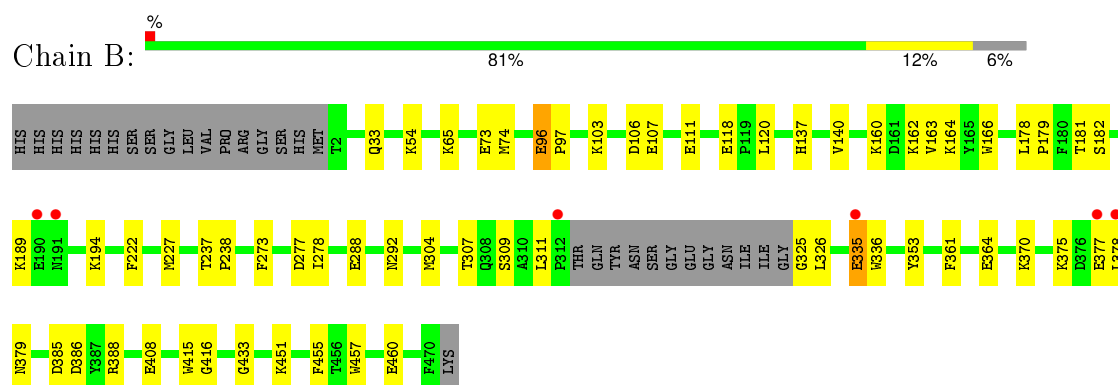 %
Chain B:
81% 12% 6%
HIS HIS HIS HIS HIS HIS SER SER GLY LEU VAL PRO ARG GLY SER HIS MET T2 Q33 K54 K65 E73 M74 E96 P97 K103 D106 E107 E111 E118 P119 L120 H137 V140 K160 D161 K162 V163 K164 Y165 W166 L178 P179 F180 T181 S182
K189 E190 N191 K194 F222 M227 T237 P238 F273 D277 I278 E288 N292 M304 T307 Q308 S309 A310 L311 P312 THR GLN TYR ASN SER GLY GLU GLY ASN ILE ILE GLY G325 L326 E335 W336 Y353 F361 E364 K370 K375 D376 E377 L378
N379 D385 D386 Y387 R388 E408 W415 G416 G433 K451 F455 T456 W457 E460 F470 LYS